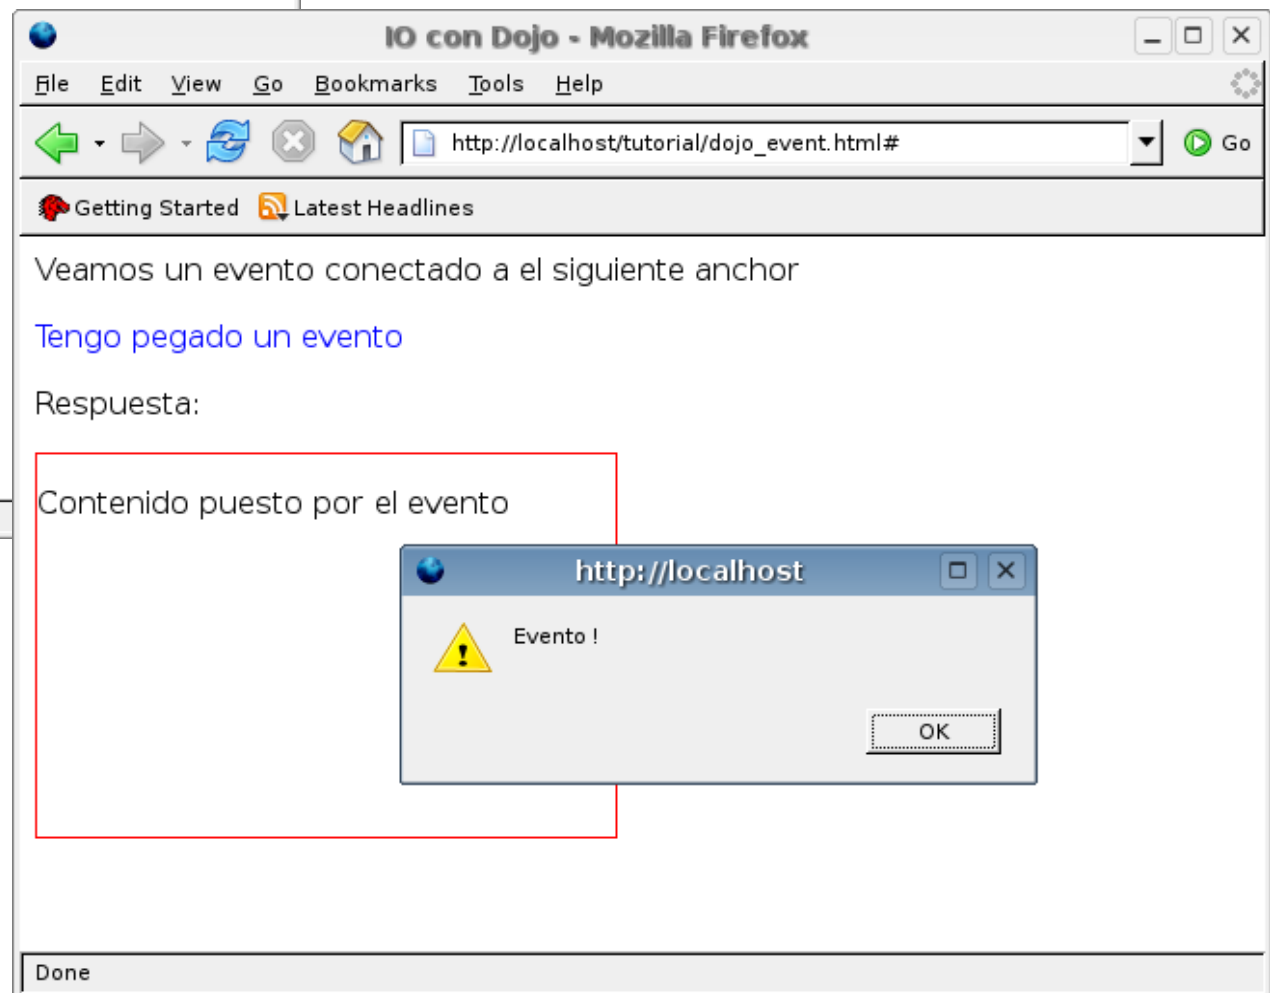 IO con Dojo - Mozilla Firefox
File Edit View Go Bookmarks Tools Help
http://localhost/tutorial/dojo_event.html# Go
Getting Started Latest Headlines
Veamos un evento conectado a el siguiente anchor
Tengo pegado un evento
Respuesta:
Contenido puesto por el evento
http://localhost
Evento !
OK
Done